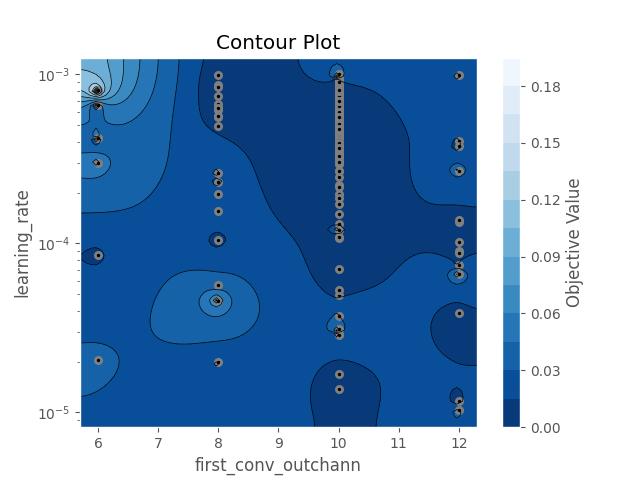 Contour Plot
10⁻³
10⁻⁴
10⁻⁵
learning_rate
6 7 8 9 10 11 12
first_conv_outchann
0.18
0.15
0.12
0.09
0.06
0.03
0.00
Objective Value